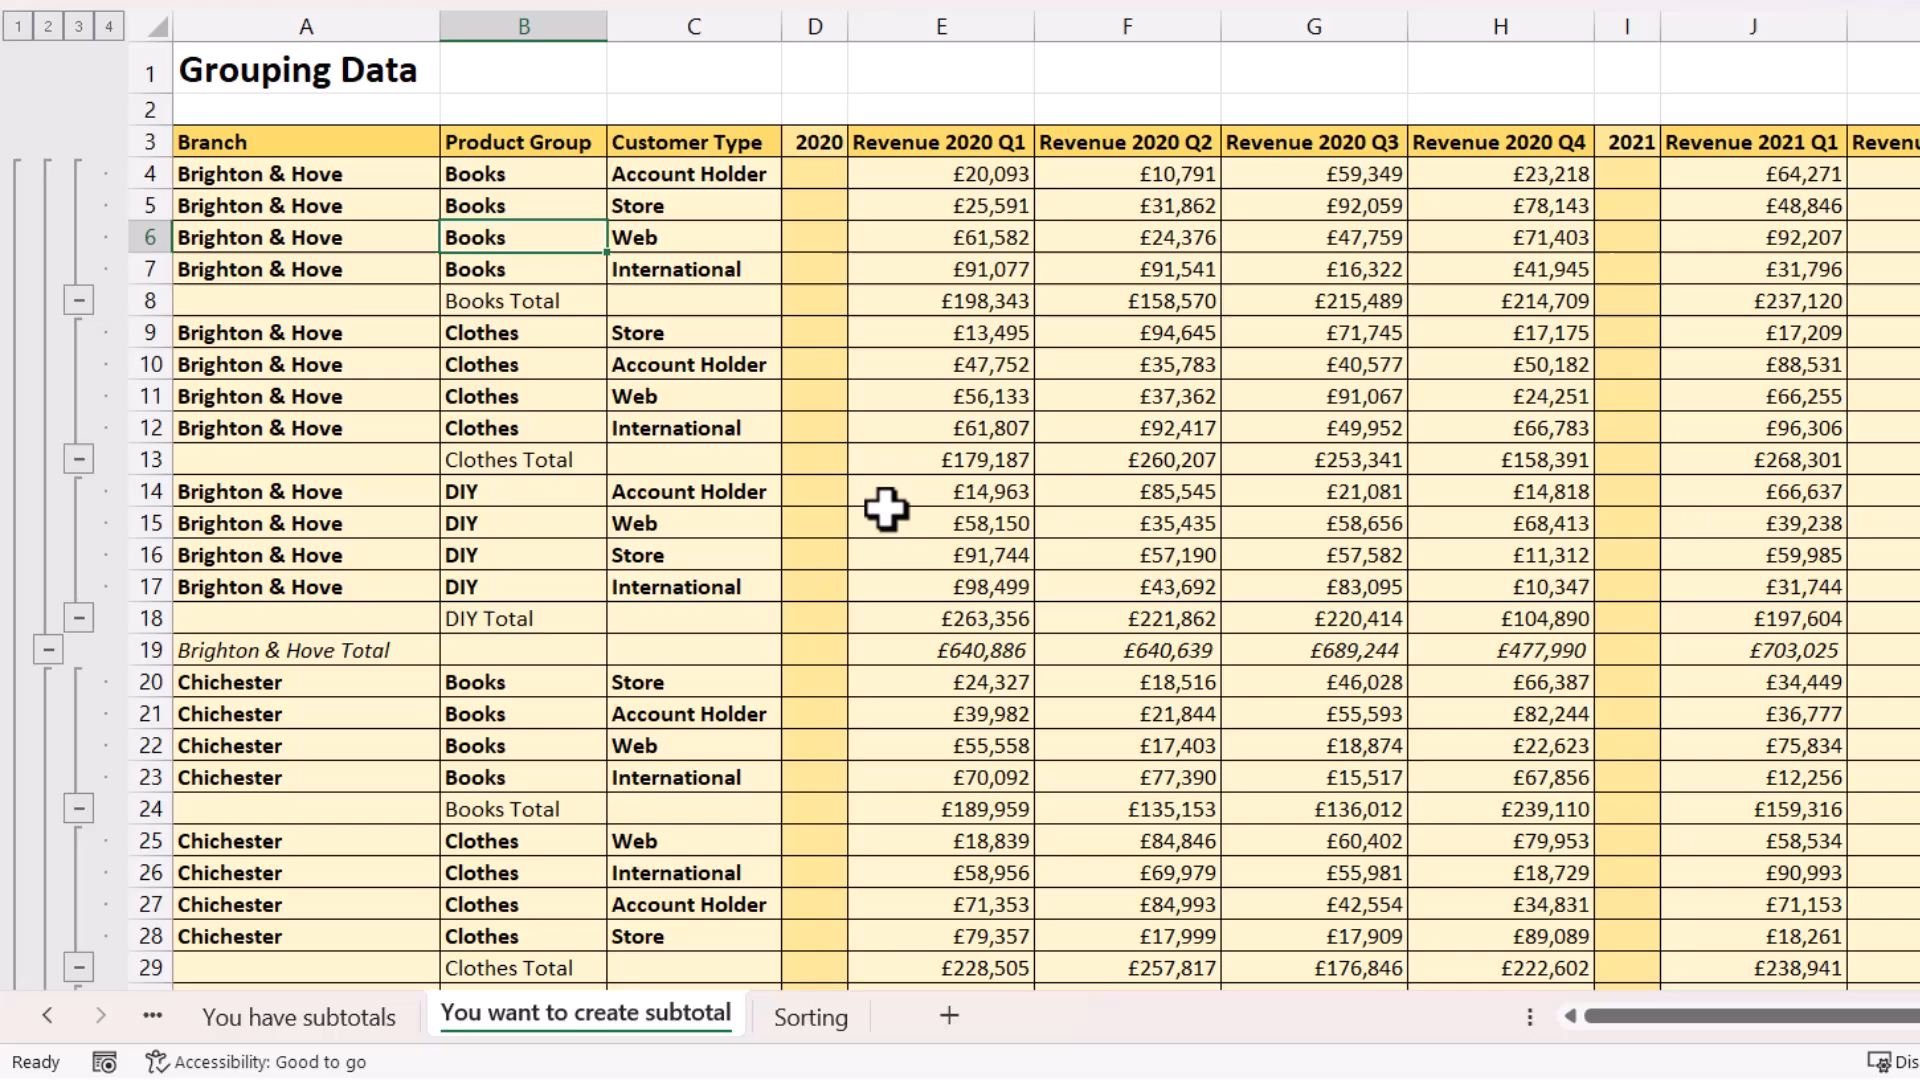 1 2 3 4 A B C D E F G H I J
1 Grouping Data
2
3 Branch Product Group Customer Type 2020 Revenue 2020 Q1 Revenue 2020 Q2 Revenue 2020 Q3 Revenue 2020 Q4 2021 Revenue 2021 Q1 Revenu
4 Brighton & Hove Books Account Holder £20,093 £10,791 £59,349 £23,218 £64,271
5 Brighton & Hove Books Store £25,591 £31,862 £92,059 £78,143 £48,846
6 Brighton & Hove Books Web £61,582 £24,376 £47,759 £71,403 £92,207
7 Brighton & Hove Books International £91,077 £91,541 £16,322 £41,945 £31,796
8 Books Total £198,343 £158,570 £215,489 £214,709 £237,120
9 Brighton & Hove Clothes Store £13,495 £94,645 £71,745 £17,175 £17,209
10 Brighton & Hove Clothes Account Holder £47,752 £35,783 £40,577 £50,182 £88,531
11 Brighton & Hove Clothes Web £56,133 £37,362 £91,067 £24,251 £66,255
12 Brighton & Hove Clothes International £61,807 £92,417 £49,952 £66,783 £96,306
13 Clothes Total £179,187 £260,207 £253,341 £158,391 £268,301
14 Brighton & Hove DIY Account Holder £14,963 £85,545 £21,081 £14,818 £66,637
15 Brighton & Hove DIY Web £58,150 £35,435 £58,656 £68,413 £39,238
16 Brighton & Hove DIY Store £91,744 £57,190 £57,582 £11,312 £59,985
17 Brighton & Hove DIY International £98,499 £43,692 £83,095 £10,347 £31,744
18 DIY Total £263,356 £221,862 £220,414 £104,890 £197,604
19 Brighton & Hove Total £640,886 £640,639 £689,244 £477,990 £703,025
20 Chichester Books Store £24,327 £18,516 £46,028 £66,387 £34,449
21 Chichester Books Account Holder £39,982 £21,844 £55,593 £82,244 £36,777
22 Chichester Books Web £55,558 £17,403 £18,874 £22,623 £75,834
23 Chichester Books International £70,092 £77,390 £15,517 £67,856 £12,256
24 Books Total £189,959 £135,153 £136,012 £239,110 £159,316
25 Chichester Clothes Web £18,839 £84,846 £60,402 £79,953 £58,534
26 Chichester Clothes International £58,956 £69,979 £55,981 £18,729 £90,993
27 Chichester Clothes Account Holder £71,353 £84,993 £42,554 £34,831 £71,153
28 Chichester Clothes Store £79,357 £17,999 £17,909 £89,089 £18,261
29 Clothes Total £228,505 £257,817 £176,846 £222,602 £238,941
... You have subtotals You want to create subtotal Sorting
Ready Accessibility: Good to go Dis